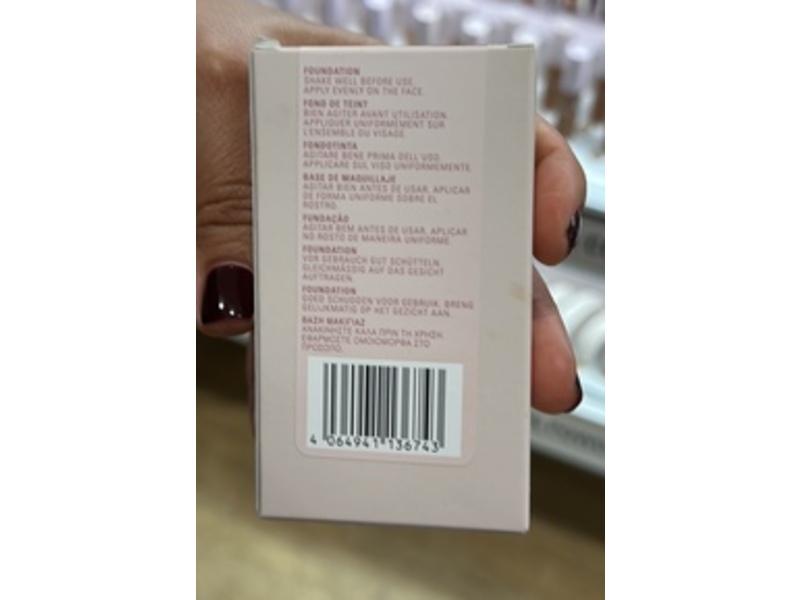 FOUNDATION
SHAKE WELL BEFORE USE.
APPLY EVENLY ON THE FACE.
FOND DE TEINT
BIEN AGITER AVANT UTILISATION.
APPLIQUER UNIFORMÉMENT SUR
L'ENSEMBLE DU VISAGE.
FONDOTINTA
AGITARE BENE PRIMA DELL'USO.
APPLICARE SUL VISO UNIFORMEMENTE.
BASE DE MAQUILLAJE
AGITAR BIEN ANTES DE USAR. APLICAR
DE FORMA UNIFORME SOBRE EL
ROSTRO.
FUNDAÇÃO
AGITAR BEM ANTES DE USAR. APLICAR
NO ROSTO DE MANEIRA UNIFORME.
FOUNDATION
VOR GEBRAUCH GUT SCHÜTTELN.
GLEICHMÄSSIG AUF DAS GESICHT
AUFTRAGEN.
FOUNDATION
GOED SCHUDDEN VOOR GEBRUIK. BRENG
GELIJKMATIG OP HET GEZICHT AAN.
ΒΑΣΗ ΜΑΚΙΓΙΑΖ
ΑΝΑΚΙΝΗΣΤΕ ΚΑΛΑ ΠΡΙΝ ΤΗ ΧΡΗΣΗ.
ΕΦΑΡΜΟΣΤΕ ΟΜΟΙΟΜΟΡΦΑ ΣΤΟ
ΠΡΟΣΩΠΟ.
4 064941 136743